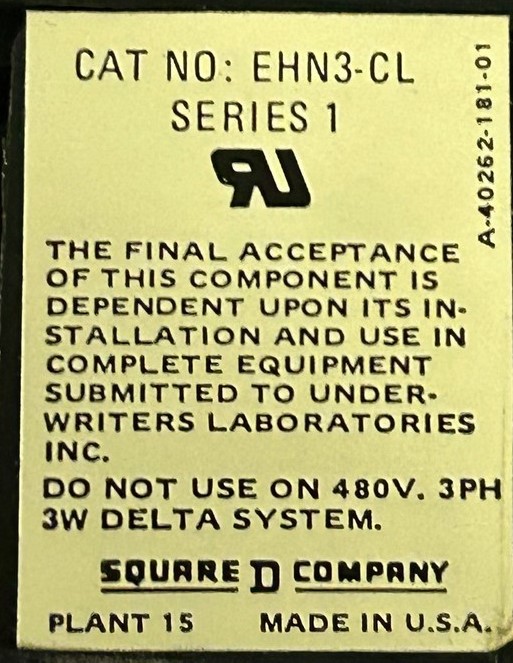 CAT NO: EHN3-CL
SERIES 1
A-40262-181-01
THE FINAL ACCEPTANCE
OF THIS COMPONENT IS
DEPENDENT UPON ITS IN-
STALLATION AND USE IN
COMPLETE EQUIPMENT
SUBMITTED TO UNDER-
WRITERS LABORATORIES
INC.
DO NOT USE ON 480V. 3PH
3W DELTA SYSTEM.
SQUARE D COMPANY
PLANT 15 MADE IN U.S.A.